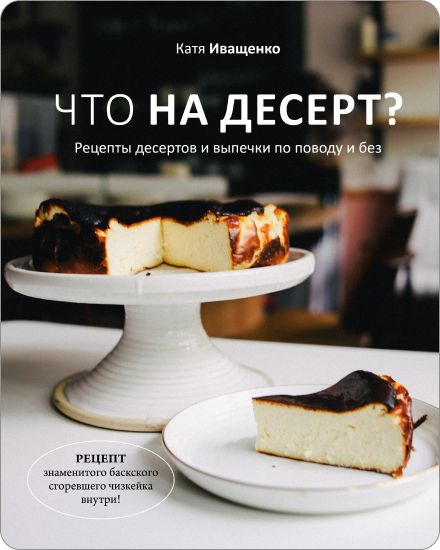 Катя Иващенко
ЧТО НА ДЕСЕРТ?
Рецепты десертов и выпечки по поводу и без
РЕЦЕПТ
знаменитого баскского
сгоревшего чизкейка
внутри!